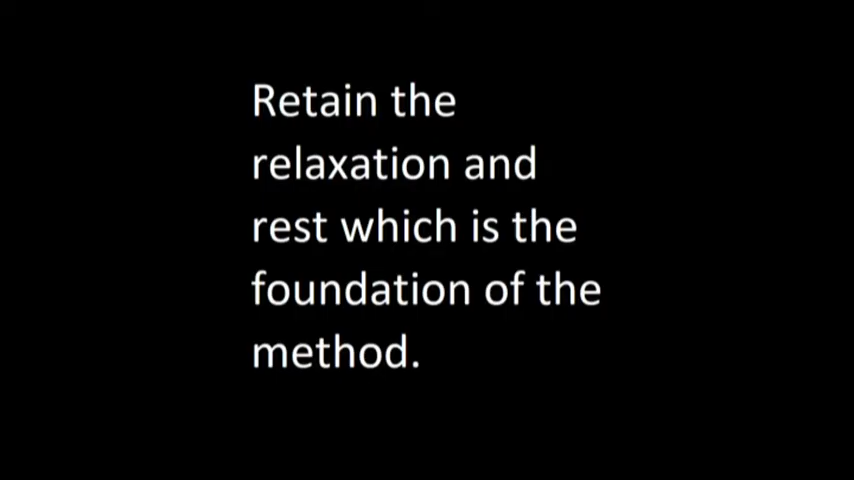 Retain the
relaxation and
rest which is the
foundation of the
method.